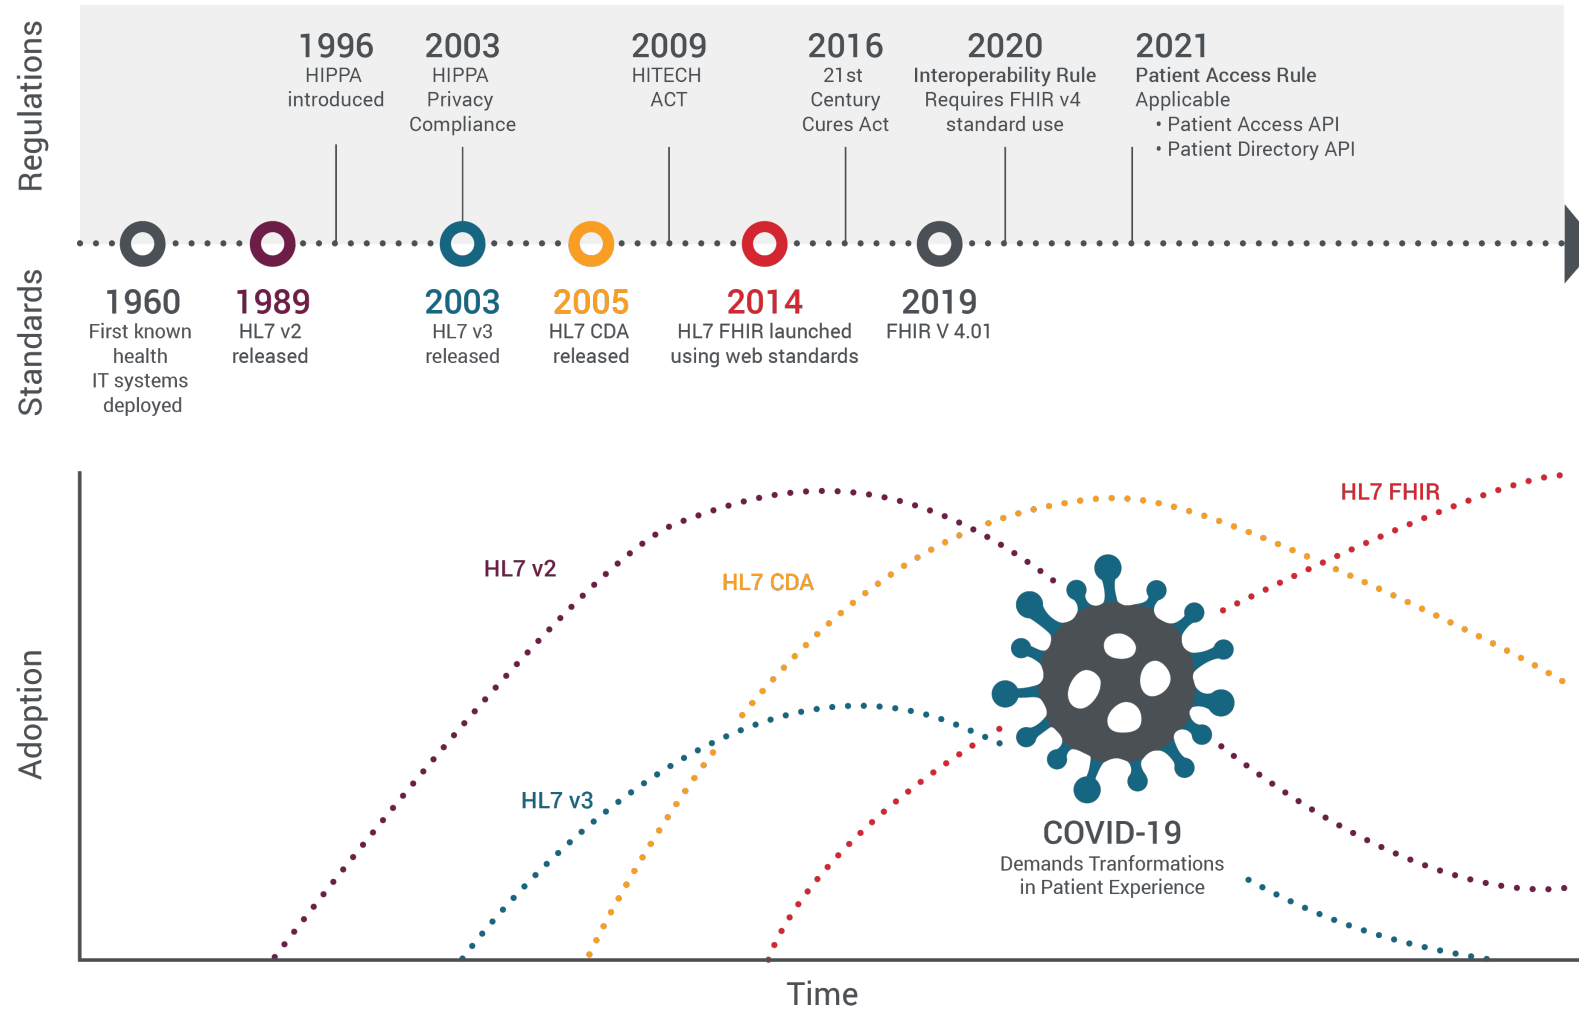 Regulations
1996
HIPPA
introduced
2003
HIPPA
Privacy
Compliance
2009
HITECH
ACT
2016
21st
Century
Cures Act
2020
Interoperability Rule
Requires FHIR v4
standard use
2021
Patient Access Rule
Applicable
• Patient Access API
• Patient Directory API
Standards
1960
First known
health
IT systems
deployed
1989
HL7 v2
released
2003
HL7 v3
released
2005
HL7 CDA
released
2014
HL7 FHIR launched
using web standards
2019
FHIR V 4.01
Adoption
HL7 v2
HL7 CDA
HL7 FHIR
HL7 v3
COVID-19
Demands Tranformations
in Patient Experience
Time